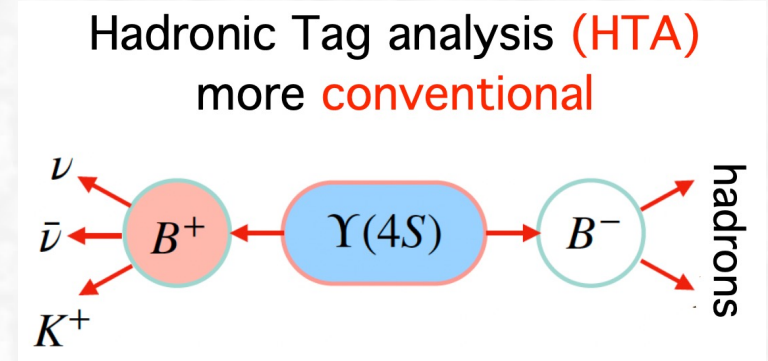 Hadronic Tag analysis (HTA)
more conventional
ν
ν̄
K⁺
B⁺
ϒ(4S)
B⁻
hadrons